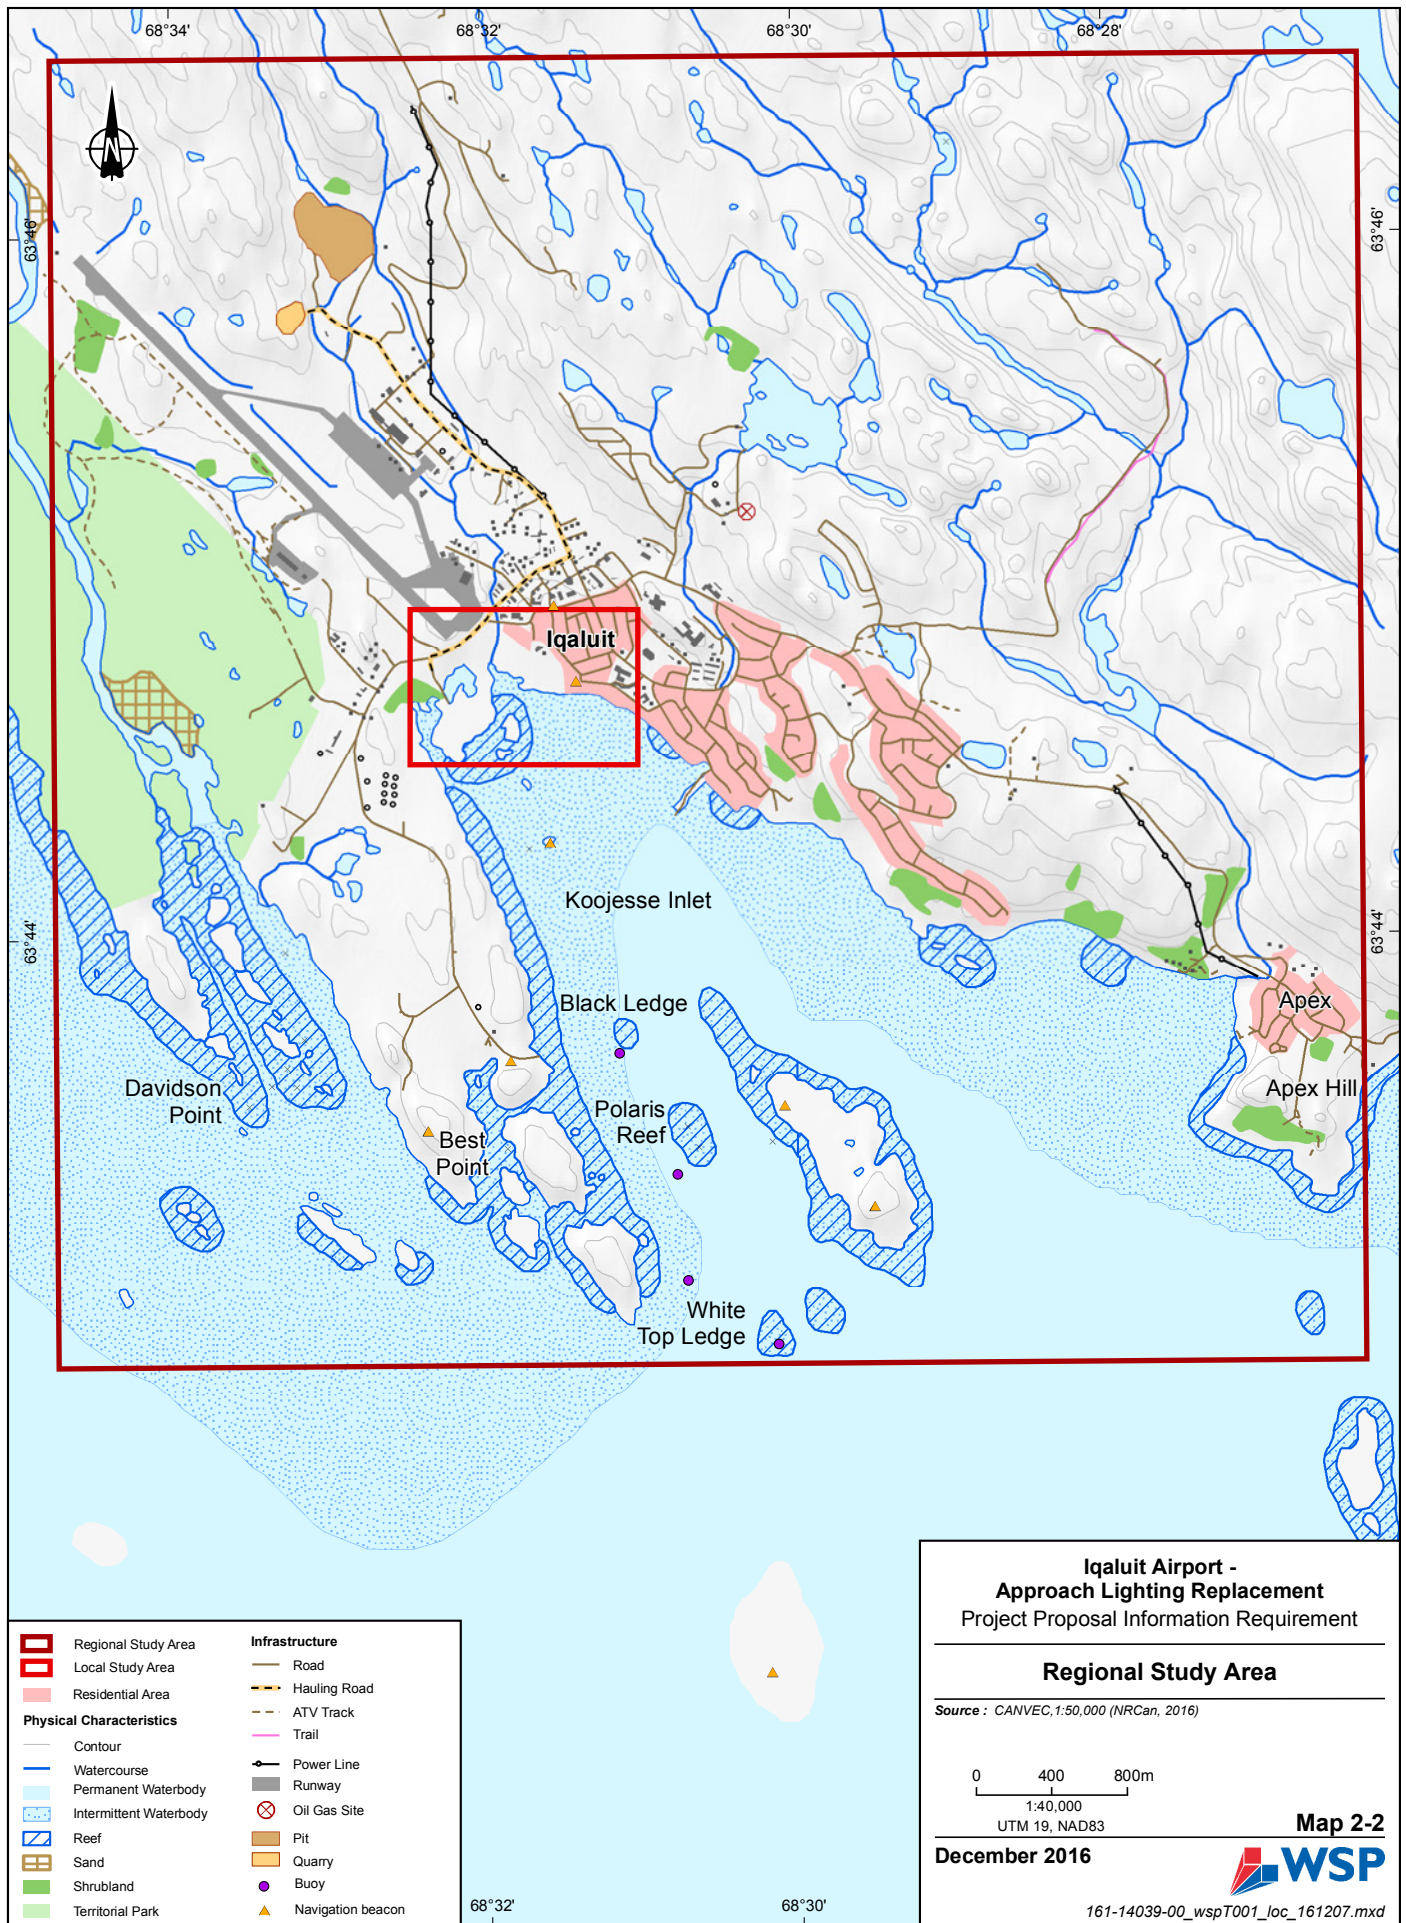 68°34'
68°32'
68°30'
68°28'
N
63°46'
63°46'
Iqaluit
Koojesse Inlet
63°44'
63°44'
Black Ledge
Apex
Davidson
Point
Apex Hill
Polaris
Reef
Best
Point
White
Top Ledge
Regional Study Area
Local Study Area
Residential Area
Physical Characteristics
Contour
Watercourse
Permanent Waterbody
Intermittent Waterbody
Reef
Sand
Shrubland
Territorial Park
Infrastructure
Road
Hauling Road
ATV Track
Trail
Power Line
Runway
Oil Gas Site
Pit
Quarry
Buoy
Navigation beacon
68°32'
68°30'
Iqaluit Airport -
Approach Lighting Replacement
Project Proposal Information Requirement
Regional Study Area
Source : CANVEC,1:50,000 (NRCan, 2016)
0 400 800m
1:40,000
UTM 19, NAD83
Map 2-2
December 2016
WSP
161-14039-00_wspT001_loc_161207.mxd